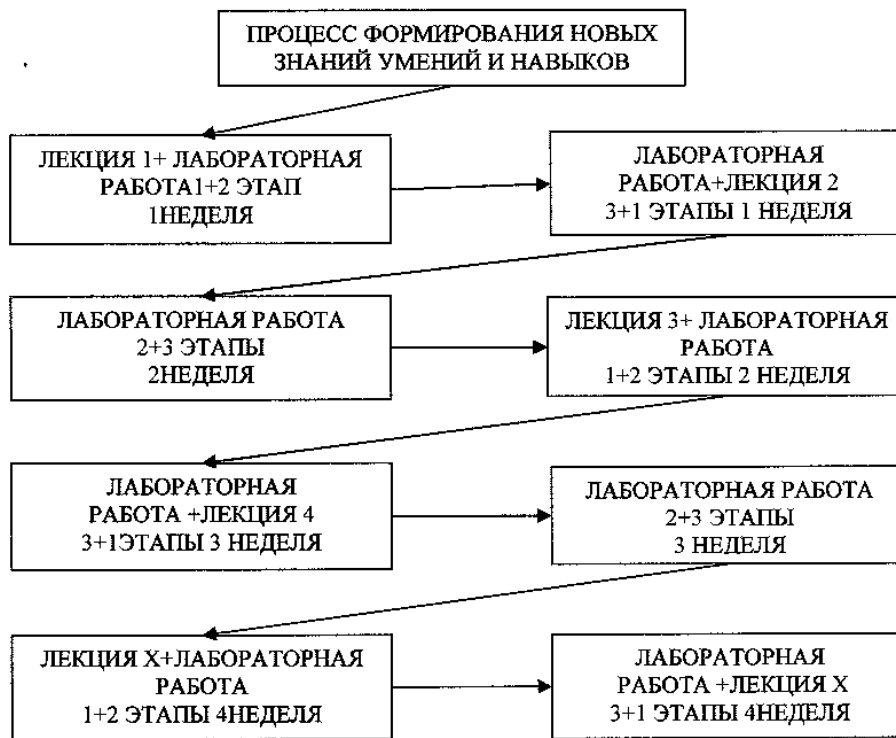 ПРОЦЕСС ФОРМИРОВАНИЯ НОВЫХ
ЗНАНИЙ УМЕНИЙ И НАВЫКОВ
ЛЕКЦИЯ 1+ ЛАБОРАТОРНАЯ
РАБОТА1+2 ЭТАП
1НЕДЕЛЯ
ЛАБОРАТОРНАЯ
РАБОТА+ЛЕКЦИЯ 2
3+1 ЭТАПЫ 1 НЕДЕЛЯ
ЛАБОРАТОРНАЯ РАБОТА
2+3 ЭТАПЫ
2НЕДЕЛЯ
ЛЕКЦИЯ 3+ ЛАБОРАТОРНАЯ
РАБОТА
1+2 ЭТАПЫ 2 НЕДЕЛЯ
ЛАБОРАТОРНАЯ
РАБОТА +ЛЕКЦИЯ 4
3+1ЭТАПЫ 3 НЕДЕЛЯ
ЛАБОРАТОРНАЯ РАБОТА
2+3 ЭТАПЫ
3 НЕДЕЛЯ
ЛЕКЦИЯ X+ЛАБОРАТОРНАЯ
РАБОТА
1+2 ЭТАПЫ 4НЕДЕЛЯ
ЛАБОРАТОРНАЯ
РАБОТА +ЛЕКЦИЯ X
3+1 ЭТАПЫ 4НЕДЕЛЯ